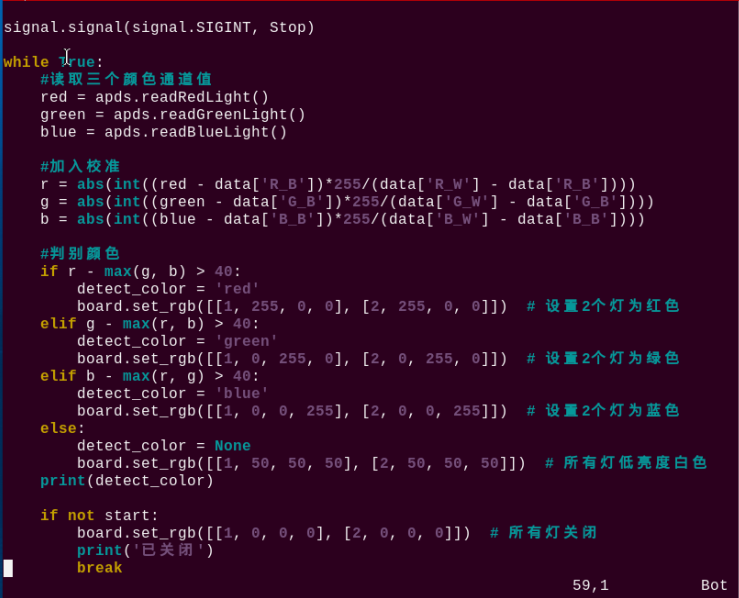 signal.signal(signal.SIGINT, Stop)
while True:
    #读取三个颜色通道值
    red = apds.readRedLight()
    green = apds.readGreenLight()
    blue = apds.readBlueLight()
    #加入校准
    r = abs(int((red - data['R_B'])*255/(data['R_W'] - data['R_B'])))
    g = abs(int((green - data['G_B'])*255/(data['G_W'] - data['G_B'])))
    b = abs(int((blue - data['B_B'])*255/(data['B_W'] - data['B_B'])))
    #判别颜色
    if r - max(g, b) > 40:
        detect_color = 'red'
        board.set_rgb([[1, 255, 0, 0], [2, 255, 0, 0]])  # 设置2个灯为红色
    elif g - max(r, b) > 40:
        detect_color = 'green'
        board.set_rgb([[1, 0, 255, 0], [2, 0, 255, 0]])  # 设置2个灯为绿色
    elif b - max(r, g) > 40:
        detect_color = 'blue'
        board.set_rgb([[1, 0, 0, 255], [2, 0, 0, 255]])  # 设置2个灯为蓝色
    else:
        detect_color = None
        board.set_rgb([[1, 50, 50, 50], [2, 50, 50, 50]])  # 所有灯低亮度白色
    print(detect_color)
    if not start:
        board.set_rgb([[1, 0, 0, 0], [2, 0, 0, 0]])  # 所有灯关闭
        print('已关闭')
        break
59,1 Bot